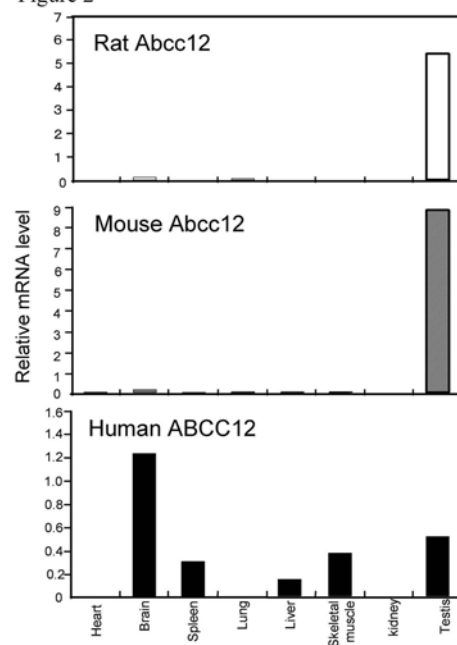 Figure 2
7
Rat Abcc12
6
5
4
3
2
1
0
Relative mRNA level
9
Mouse Abcc12
8
7
6
5
4
3
2
1
0
1.6
Human ABCC12
1.4
1.2
1.0
0.8
0.6
0.4
0.2
0
Heart
Brain
Spleen
Lung
Liver
Skeletal
muscle
kidney
Testis